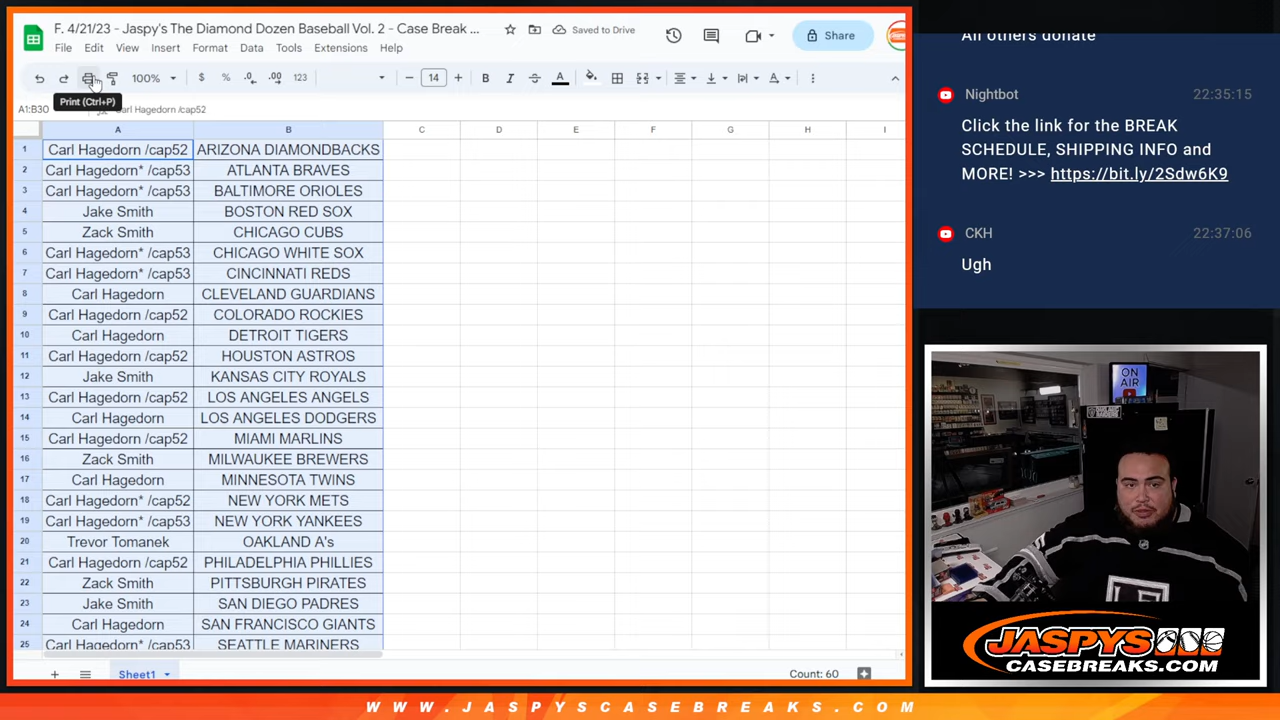 F. 4/21/23 - Jaspy's The Diamond Dozen Baseball Vol. 2 - Case Break ...
Saved to Drive
Share
File Edit View Insert Format Data Tools Extensions Help
100% $ % .0 .00 123 14 B I S A
Print (Ctrl+P)
A1:B30 Carl Hagedorn /cap52
A B C D E F G H I
1 Carl Hagedorn /cap52 ARIZONA DIAMONDBACKS
2 Carl Hagedorn* /cap53 ATLANTA BRAVES
3 Carl Hagedorn* /cap53 BALTIMORE ORIOLES
4 Jake Smith BOSTON RED SOX
5 Zack Smith CHICAGO CUBS
6 Carl Hagedorn* /cap53 CHICAGO WHITE SOX
7 Carl Hagedorn* /cap53 CINCINNATI REDS
8 Carl Hagedorn CLEVELAND GUARDIANS
9 Carl Hagedorn /cap52 COLORADO ROCKIES
10 Carl Hagedorn DETROIT TIGERS
11 Carl Hagedorn /cap52 HOUSTON ASTROS
12 Jake Smith KANSAS CITY ROYALS
13 Carl Hagedorn /cap52 LOS ANGELES ANGELS
14 Carl Hagedorn LOS ANGELES DODGERS
15 Carl Hagedorn /cap52 MIAMI MARLINS
16 Zack Smith MILWAUKEE BREWERS
17 Carl Hagedorn MINNESOTA TWINS
18 Carl Hagedorn* /cap52 NEW YORK METS
19 Carl Hagedorn* /cap53 NEW YORK YANKEES
20 Trevor Tomanek OAKLAND A's
21 Carl Hagedorn /cap52 PHILADELPHIA PHILLIES
22 Zack Smith PITTSBURGH PIRATES
23 Jake Smith SAN DIEGO PADRES
24 Carl Hagedorn SAN FRANCISCO GIANTS
25 Carl Hagedorn* /cap53 SEATTLE MARINERS
Sheet1
Count: 60
All others donate
Nightbot 22:35:15
Click the link for the BREAK
SCHEDULE, SHIPPING INFO and
MORE! >>> https://bit.ly/2Sdw6K9
CKH 22:37:06
Ugh
ON
AIR
JASPYS
CASEBREAKS.COM
WWW.JASPYSCASEBREAKS.COM